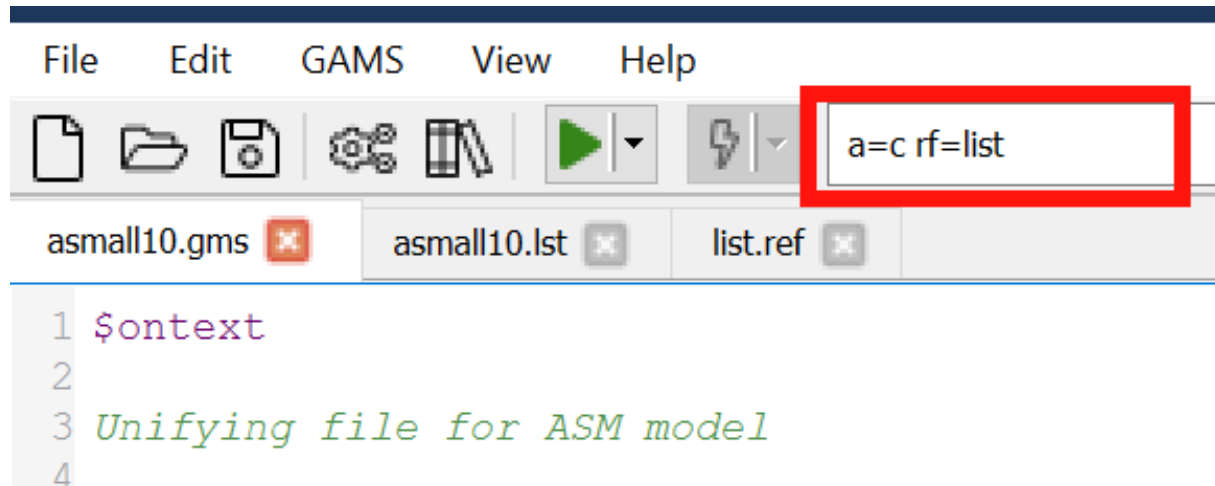 File Edit GAMS View Help
a=c rf=list
asmall10.gms asmall10.lst list.ref
1 $ontext
2
3 Unifying file for ASM model
4